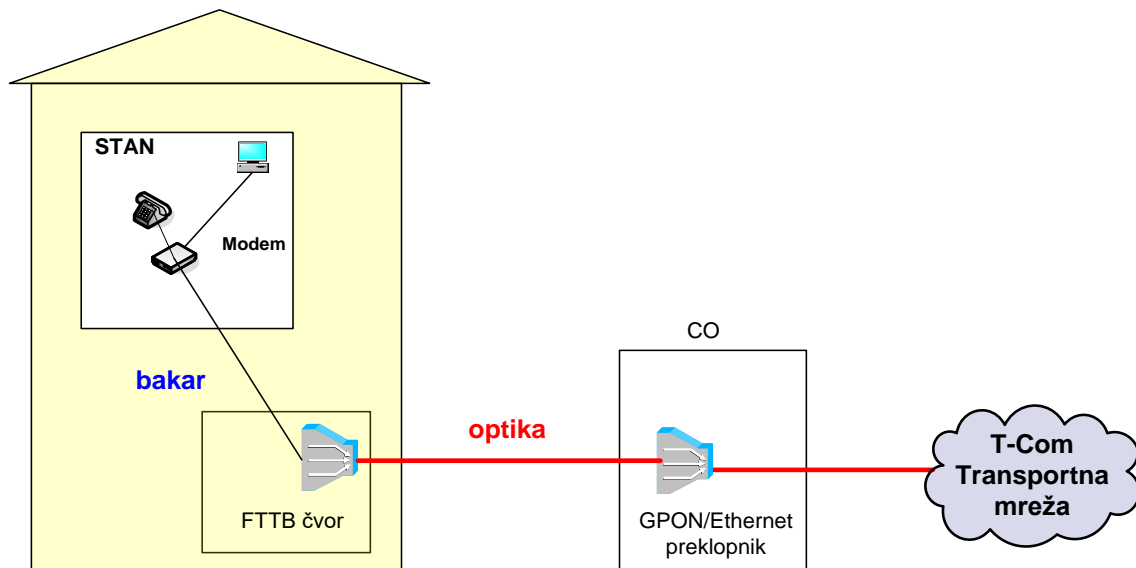 STAN
Modem
bakar
FTTB čvor
optika
CO
GPON/Ethernet
preklopnik
T-Com
Transportna
mreža